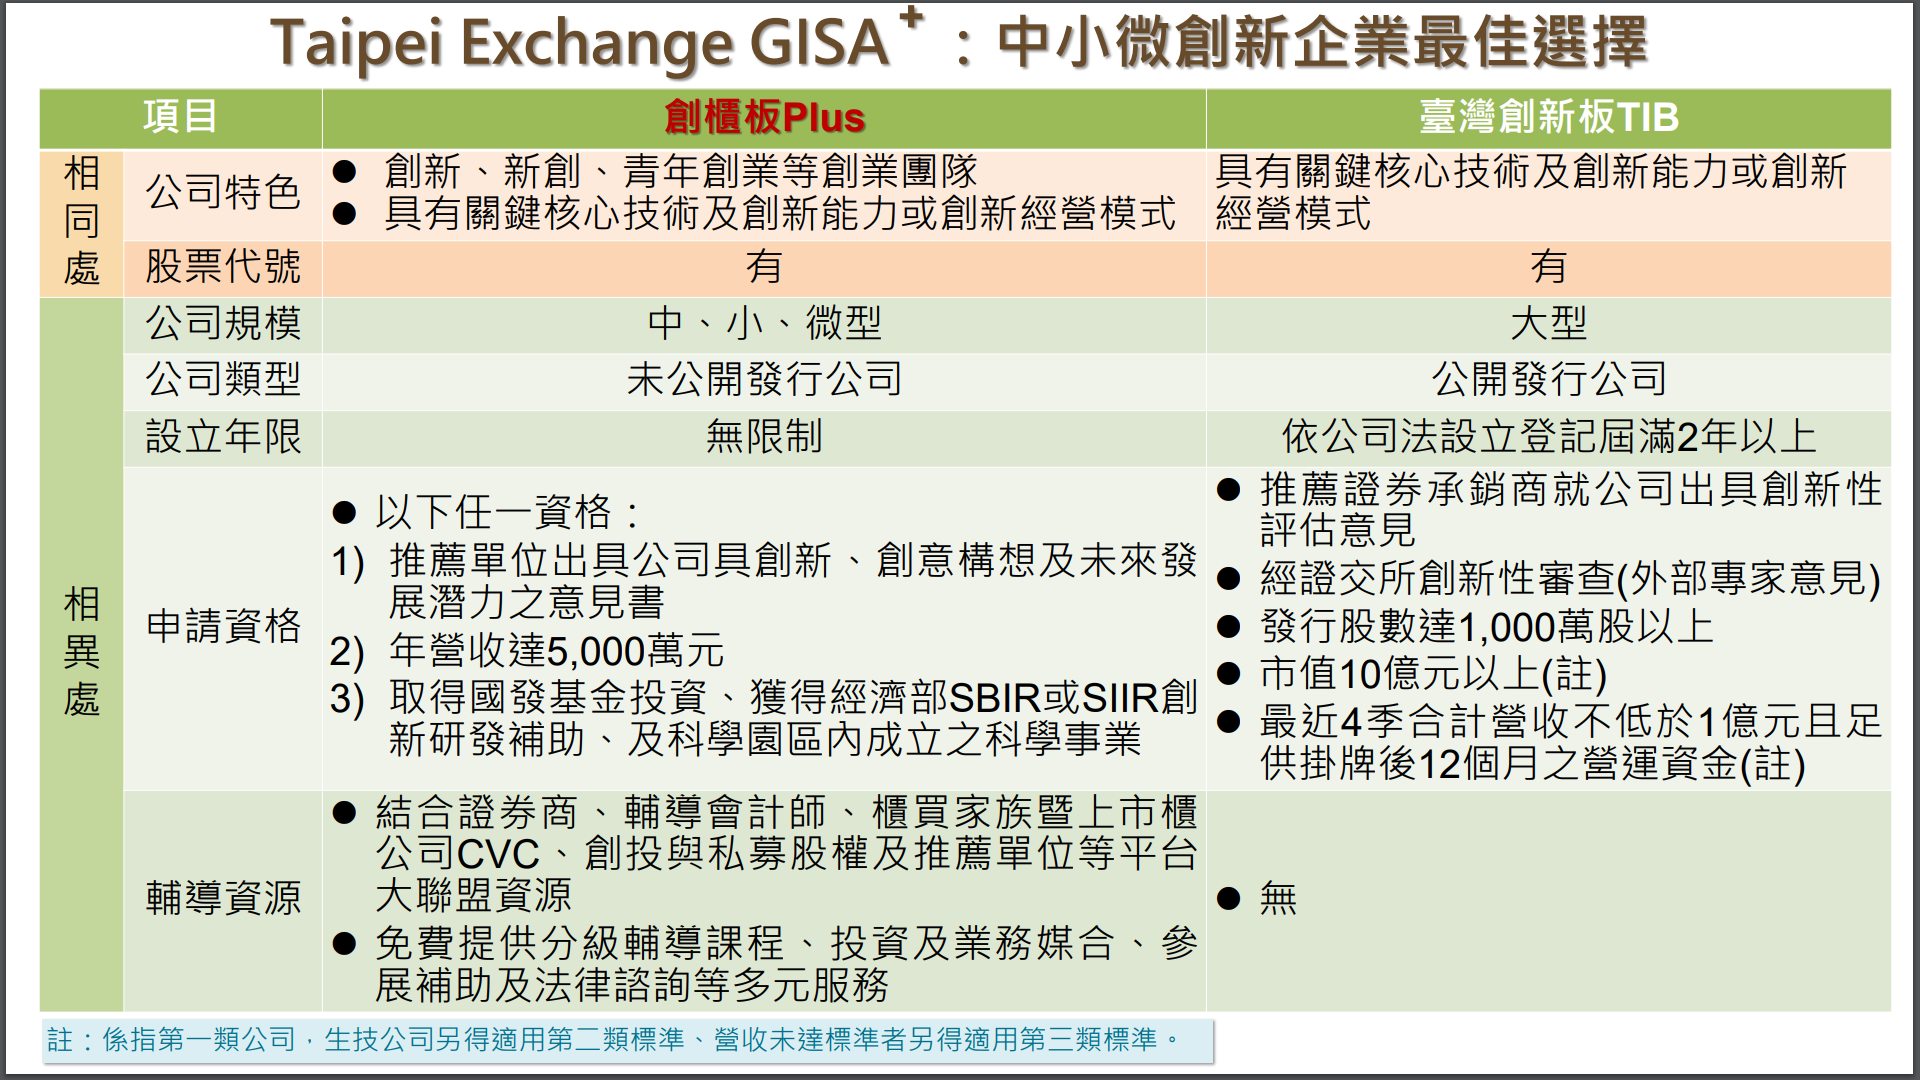 Taipei Exchange GISA⁺：中小微創新企業最佳選擇
項目
創櫃板Plus
臺灣創新板TIB
相同處
公司特色
● 創新、新創、青年創業等創業團隊
● 具有關鍵核心技術及創新能力或創新經營模式
具有關鍵核心技術及創新能力或創新
經營模式
股票代號
有
有
相異處
公司規模
中、小、微型
大型
公司類型
未公開發行公司
公開發行公司
設立年限
無限制
依公司法設立登記屆滿2年以上
申請資格
● 以下任一資格：
1) 推薦單位出具公司具創新、創意構想及未來發
展潛力之意見書
2) 年營收達5,000萬元
3) 取得國發基金投資、獲得經濟部SBIR或SIIR創
新研發補助、及科學園區內成立之科學事業
● 推薦證券承銷商就公司出具創新性
評估意見
● 經證交所創新性審查(外部專家意見)
● 發行股數達1,000萬股以上
● 市值10億元以上(註)
● 最近4季合計營收不低於1億元且足
供掛牌後12個月之營運資金(註)
輔導資源
● 結合證券商、輔導會計師、櫃買家族暨上市櫃
公司CVC、創投與私募股權及推薦單位等平台
大聯盟資源
● 免費提供分級輔導課程、投資及業務媒合、參
展補助及法律諮詢等多元服務
● 無
註：係指第一類公司，生技公司另得適用第二類標準、營收未達標準者另得適用第三類標準。